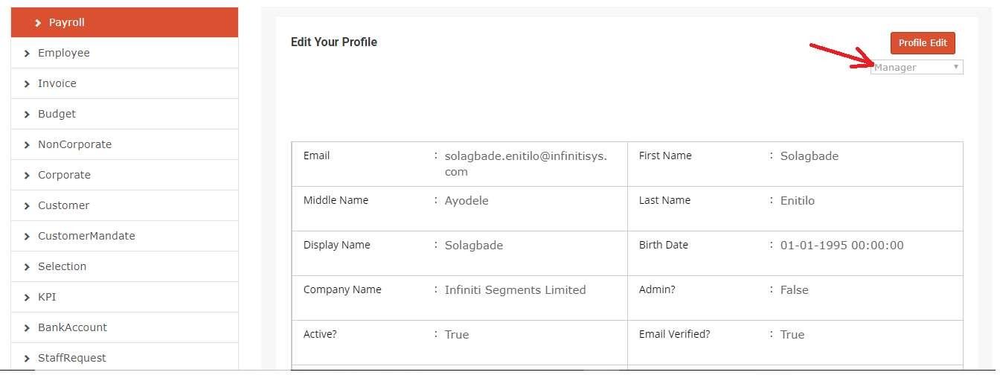 Payroll
Employee
Invoice
Budget
NonCorporate
Corporate
Customer
CustomerMandate
Selection
KPI
BankAccount
StaffRequest
Edit Your Profile
Profile Edit
Manager
Email : solagbade.enitilo@infinitisys.
com
First Name : Solagbade
Middle Name : Ayodele
Last Name : Enitilo
Display Name : Solagbade
Birth Date : 01-01-1995 00:00:00
Company Name : Infiniti Segments Limited
Admin? : False
Active? : True
Email Verified? : True